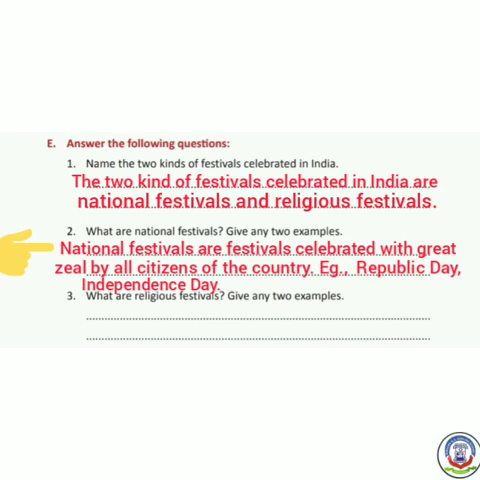 E. Answer the following questions:
1. Name the two kinds of festivals celebrated in India.
The two kind of festivals celebrated in India are
national festivals and religious festivals.
2. What are national festivals? Give any two examples.
National festivals are festivals celebrated with great
zeal by all citizens of the country. Eg., Republic Day,
Independence Day.
3. What are religious festivals? Give any two examples.